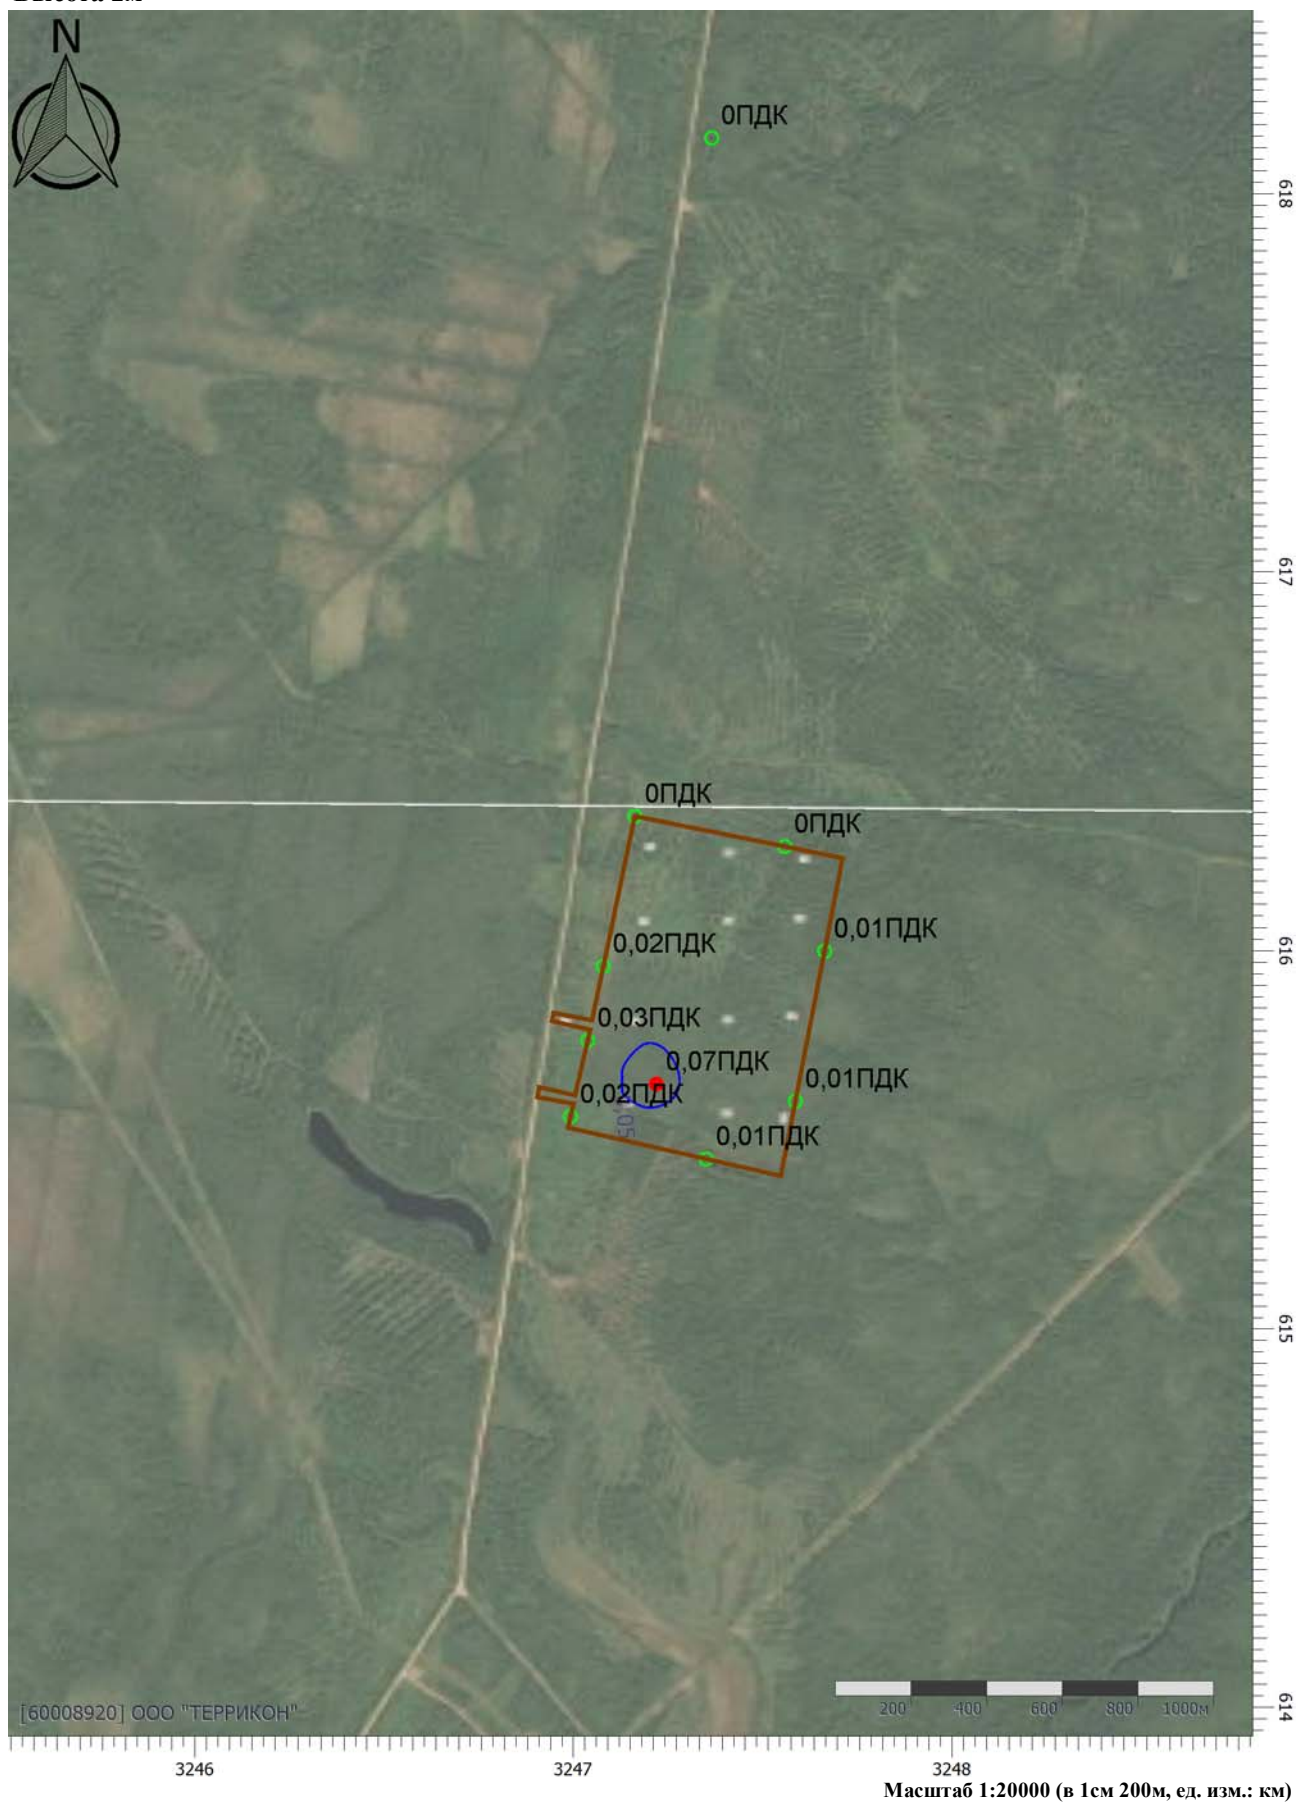 Высота 2м
N
0ПДК
618
617
0ПДК
0ПДК
0,01ПДК
0,02ПДК
616
0,03ПДК
0,07ПДК
0,01ПДК
0,02ПДК
0,01ПДК
615
[60008920] ООО "ТЕРРИКОН"
200 400 600 800 1000м
614
3246 3247 3248
Масштаб 1:20000 (в 1см 200м, ед. изм.: км)